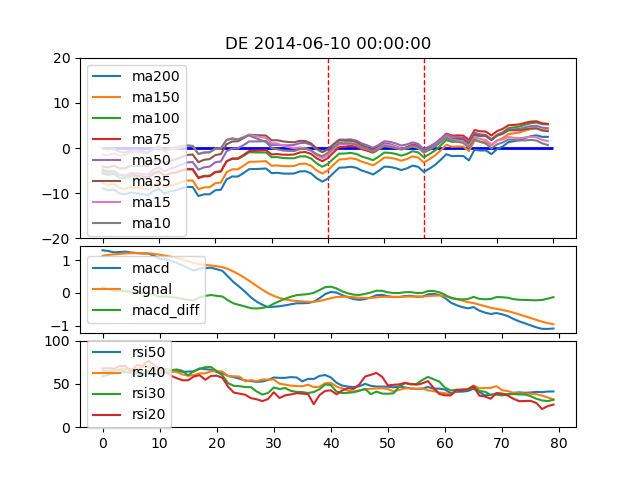 DE 2014-06-10 00:00:00
20
10
0
−10
−20
ma200
ma150
ma100
ma75
ma50
ma35
ma15
ma10
1
0
−1
macd
signal
macd_diff
100
50
0
rsi50
rsi40
rsi30
rsi20
0 10 20 30 40 50 60 70 80